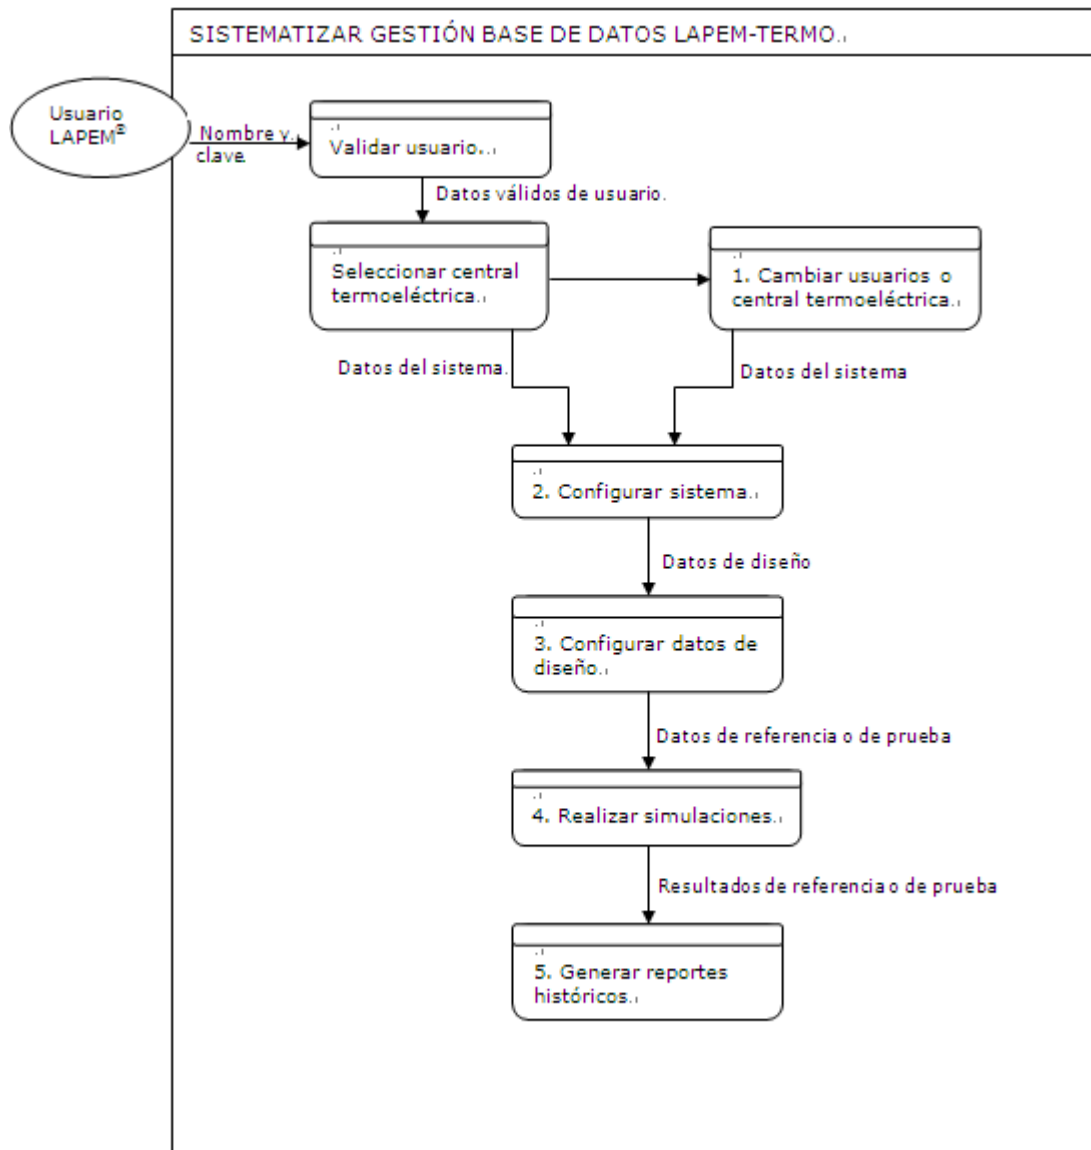 SISTEMATIZAR GESTIÓN BASE DE DATOS LAPEM-TERMO.
Usuario
LAPEM®
Nombre y
clave.
Validar usuario.
Datos válidos de usuario.
Seleccionar central
termoeléctrica.
1. Cambiar usuarios o
central termoeléctrica.
Datos del sistema.
Datos del sistema
2. Configurar sistema.
Datos de diseño
3. Configurar datos de
diseño.
Datos de referencia o de prueba
4. Realizar simulaciones.
Resultados de referencia o de prueba
5. Generar reportes
históricos.